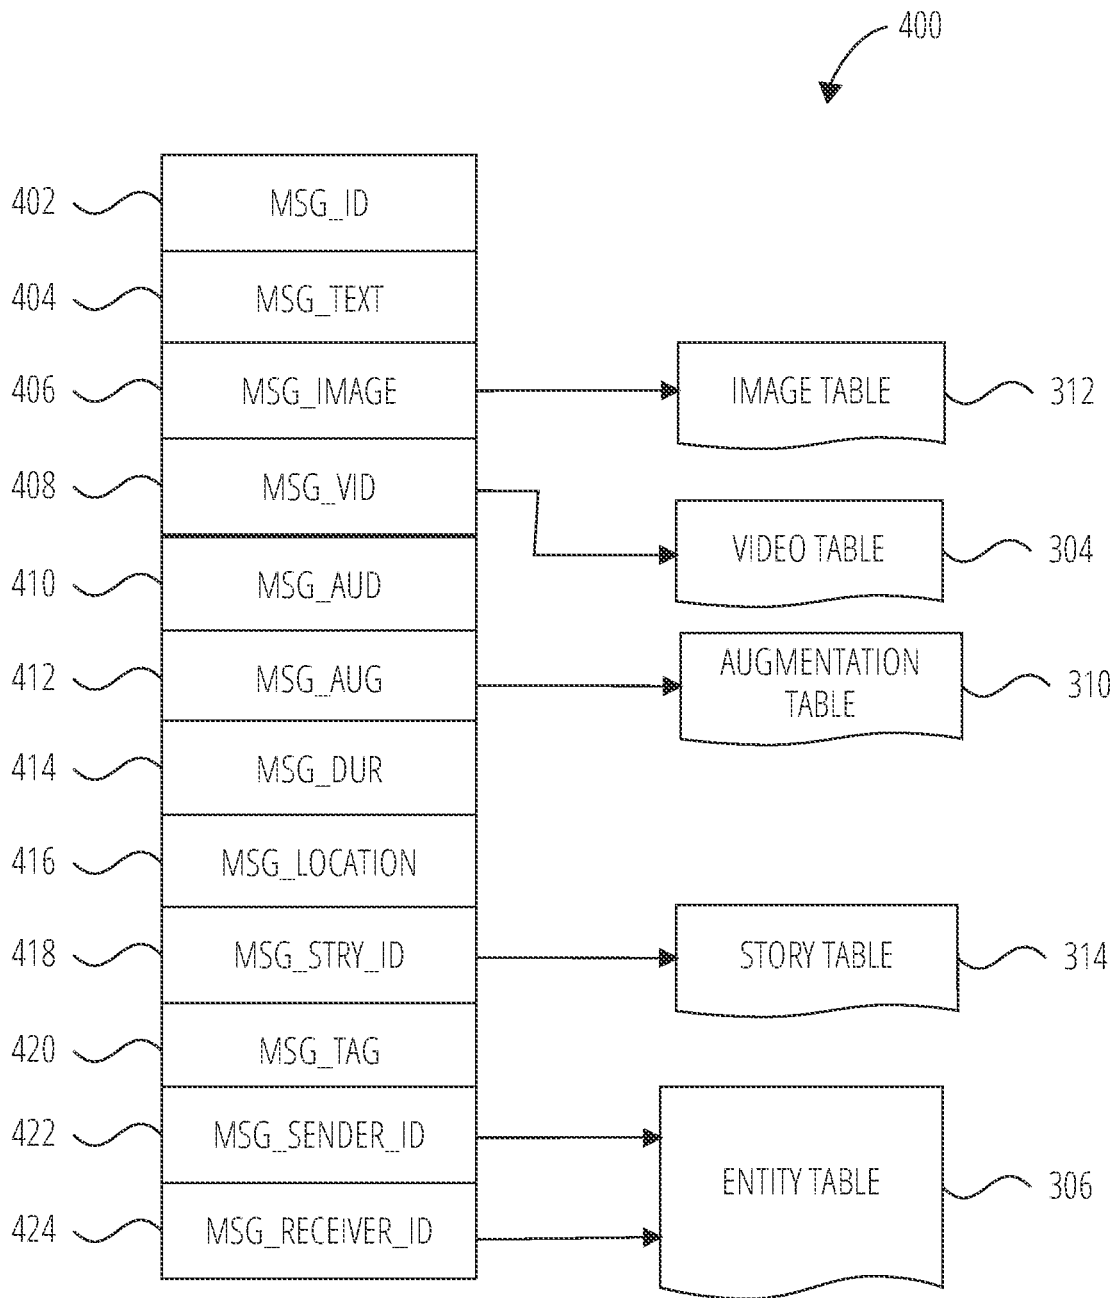 400
402 MSG_ID
404 MSG_TEXT
406 MSG_IMAGE IMAGE TABLE 312
408 MSG_VID
VIDEO TABLE 304
410 MSG_AUD
412 MSG_AUG AUGMENTATION
TABLE 310
414 MSG_DUR
416 MSG_LOCATION
418 MSG_STRY_ID STORY TABLE 314
420 MSG_TAG
422 MSG_SENDER_ID
ENTITY TABLE 306
424 MSG_RECEIVER_ID